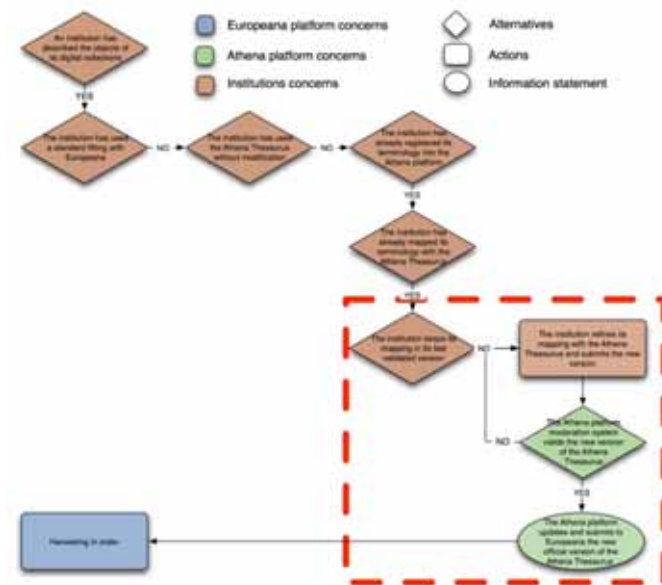 An institution has
described the objects of
its digital collections
Europeana platform concerns
Athena platform concerns
Institutions concerns
Alternatives
Actions
Information statement
YES
The institution has used
a standard fitting with
Europeana
NO
The institution has used
the Athena Thesaurus
without modification
NO
The institution has
already registered its
terminology into the
Athena platform
YES
The institution has
already mapped its
terminology with the
Athena Thesaurus
YES
The institution keeps its
mapping in its last
validated version
NO
The institution refines its
mapping with the Athena
Thesaurus and submits the new
version
The Athena platform
moderation system
valids the new version
of the Athena
Thesaurus
NO
YES
The Athena platform
updates and submits to
Europeana the new
official version of the
Athena Thesaurus
Harvesting in order